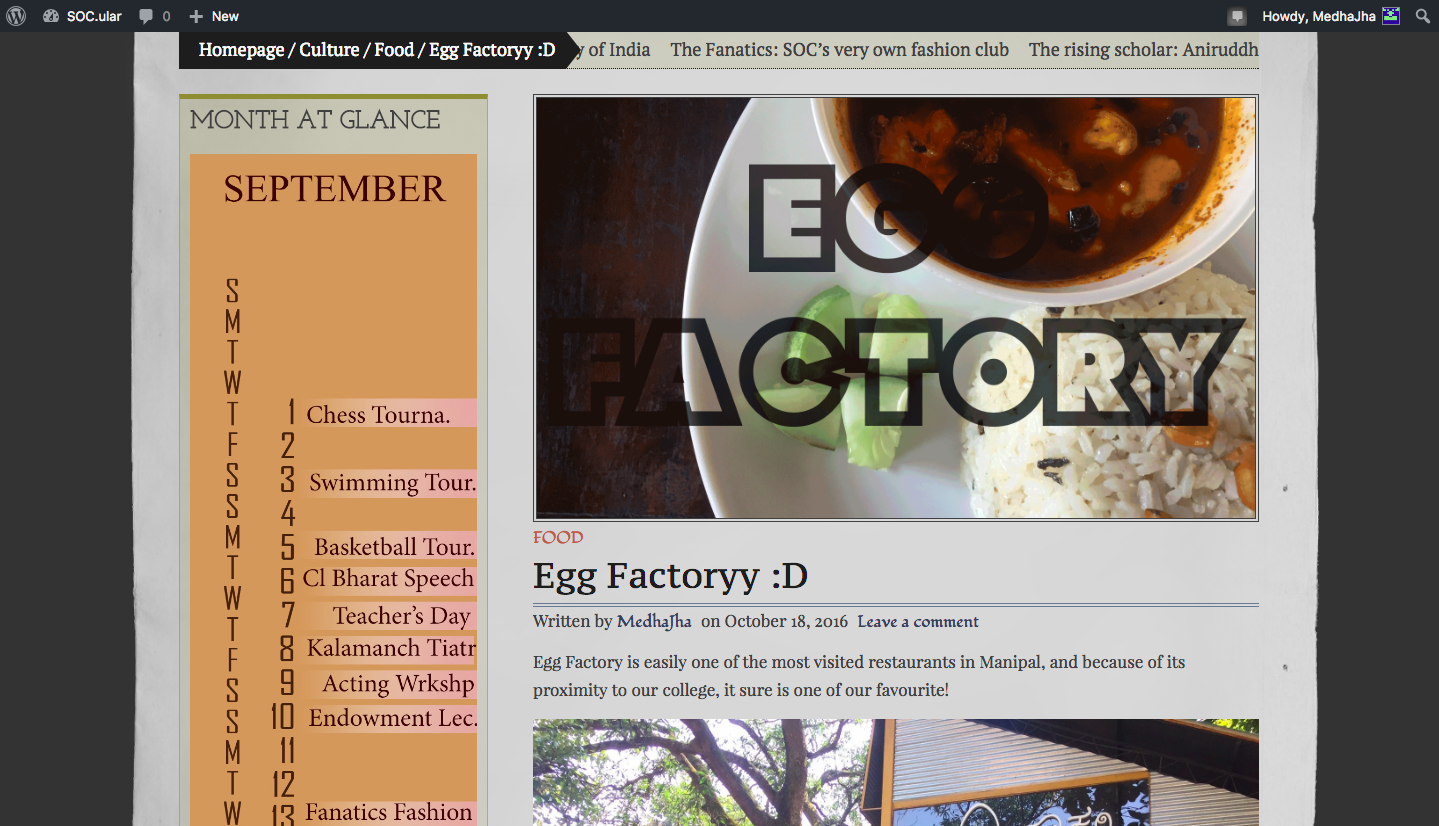 SOC.ular 0 New Howdy, MedhaJha
Homepage / Culture / Food / Egg Factoryy :D y of India The Fanatics: SOC’s very own fashion club The rising scholar: Aniruddh
MONTH AT GLANCE
SEPTEMBER
S
M
T
W
T 1 Chess Tourna.
F 2
S 3 Swimming Tour.
S 4
M 5 Basketball Tour.
T 6 Cl Bharat Speech
W 7 Teacher’s Day
T 8 Kalamanch Tiatr
F 9 Acting Wrkshp
S 10 Endowment Lec.
S 11
M 12
T 13 Fanatics Fashion
W
EGG
FACTORY
FOOD
Egg Factoryy :D
Written by MedhaJha on October 18, 2016 Leave a comment
Egg Factory is easily one of the most visited restaurants in Manipal, and because of its
proximity to our college, it sure is one of our favourite!